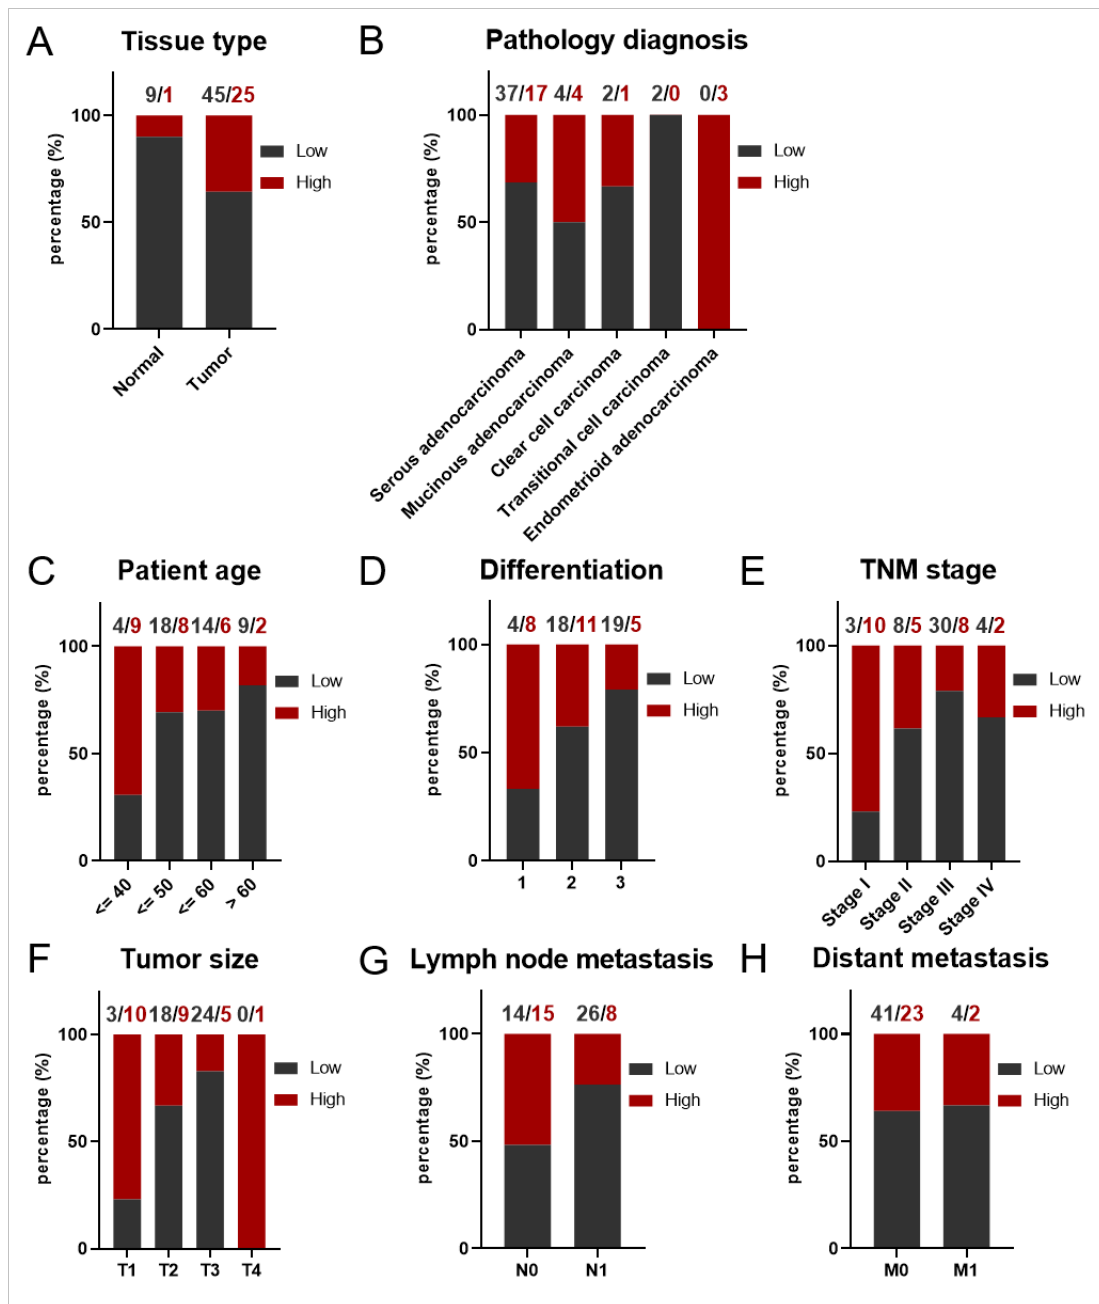 A Tissue type
9/1 45/25
100
50
0
percentage (%)
Low
High
Normal
Tumor
B Pathology diagnosis
37/17 4/4 2/1 2/0 0/3
100
50
0
percentage (%)
Low
High
Serous adenocarcinoma
Mucinous adenocarcinoma
Clear cell carcinoma
Transitional cell carcinoma
Endometrioid adenocarcinoma
C Patient age
4/9 18/8 14/6 9/2
100
50
0
percentage (%)
Low
High
<= 40
<= 50
<= 60
> 60
D Differentiation
4/8 18/11 19/5
100
50
0
percentage (%)
Low
High
1 2 3
E TNM stage
3/10 8/5 30/8 4/2
100
50
0
percentage (%)
Low
High
Stage I
Stage II
Stage III
Stage IV
F Tumor size
3/10 18/9 24/5 0/1
100
50
0
percentage (%)
Low
High
T1 T2 T3 T4
G Lymph node metastasis
14/15 26/8
100
50
0
percentage (%)
Low
High
N0 N1
H Distant metastasis
41/23 4/2
100
50
0
percentage (%)
Low
High
M0 M1